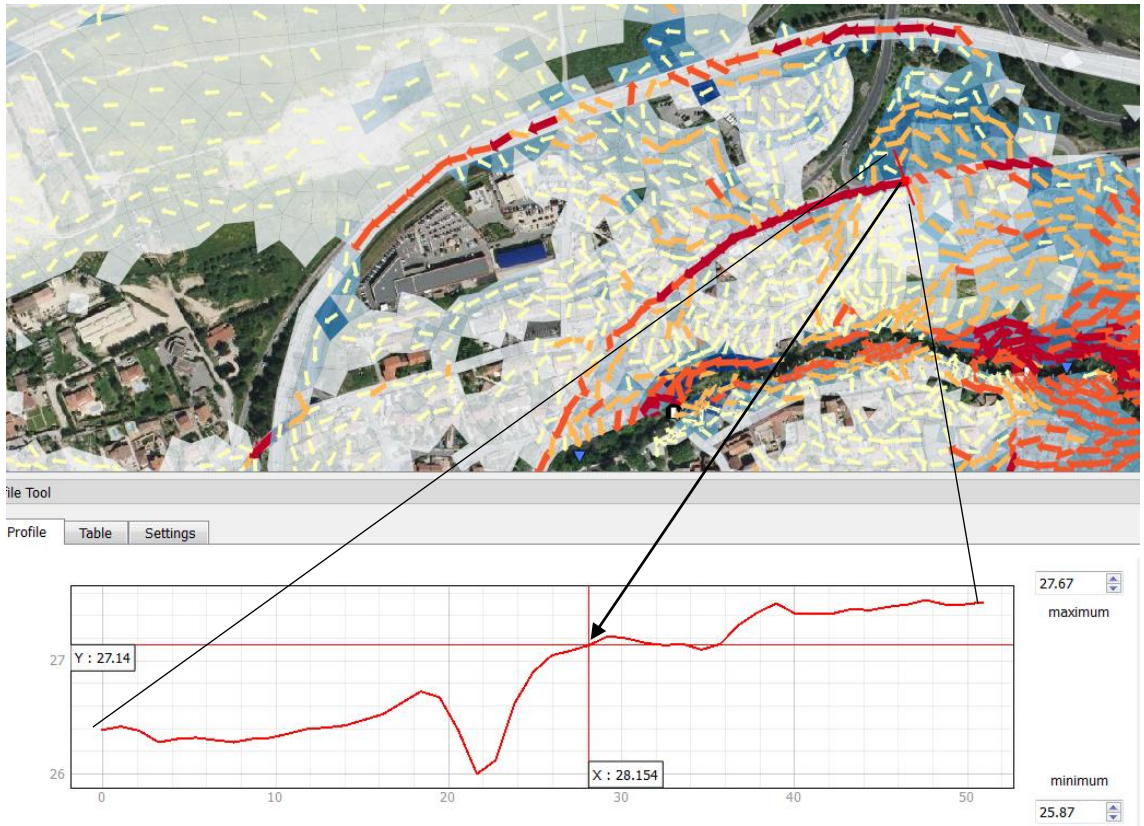 ile Tool
Profile Table Settings
27.67
maximum
27
Y : 27.14
26
X : 28.154
minimum
25.87
0 10 20 30 40 50